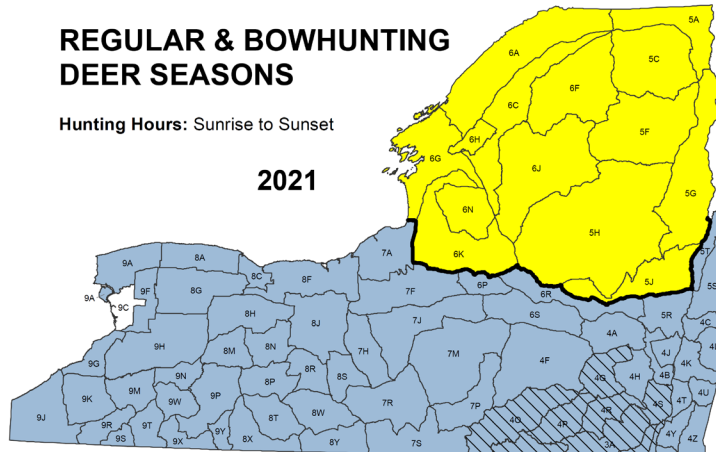 REGULAR & BOWHUNTING
DEER SEASONS
Hunting Hours: Sunrise to Sunset
2021
5A
6A
5C
6F
6C
5F
6H
6G
6J
5G
6N
5H
6K
7A
5T
9A
8A
8C
8F
6P
5J
5S
9A
9F
8G
7F
6R
9C
8H
8J
7J
6S
5R
4C
4A
9H
8M
8N
7H
7M
4F
4J
9G
8R
4K
9N
8P
8S
4G
4H
4B
9K
9M
9P
4U
9W
7R
7P
4R
4S
4T
9J
8T
8W
4O
4P
9R
9T
9Y
4Y
4Z
9S
9X
8X
8Y
7S
3A